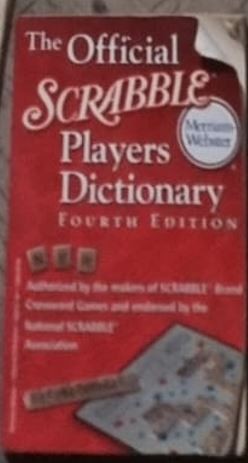 The Official
SCRABBLE
Merriam-
Webster
Players
Dictionary
FOURTH EDITION
Authorized by the makers of SCRABBLE® Brand
Crossword Games and endorsed by the
National SCRABBLE®
Association